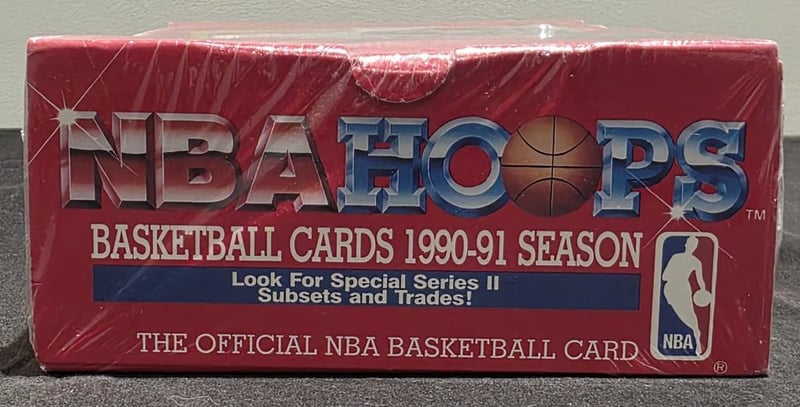 NBA HOOPS TM
BASKETBALL CARDS 1990-91 SEASON
Look For Special Series II
Subsets and Trades!
THE OFFICIAL NBA BASKETBALL CARD
NBA
®